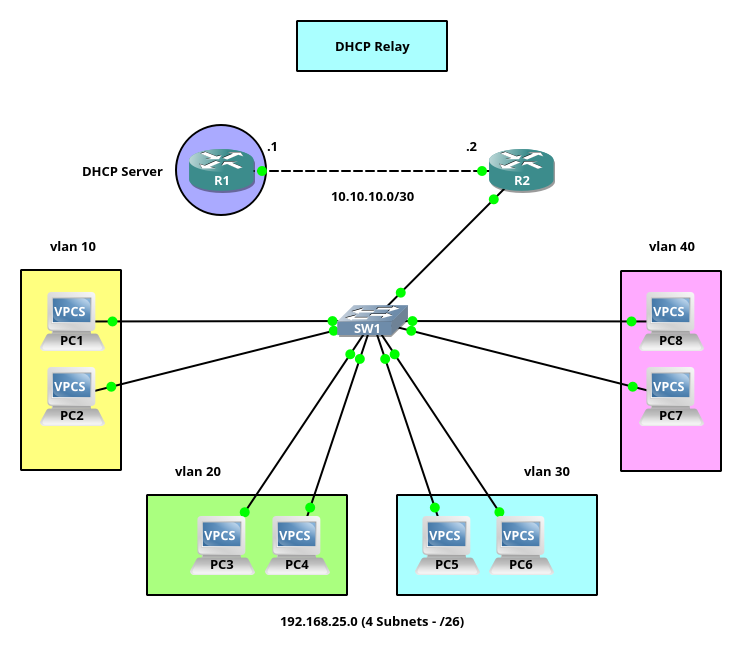 DHCP Relay
.1
.2
R1
R2
DHCP Server
10.10.10.0/30
vlan 10
vlan 40
VPCS
PC1
SW1
VPCS
PC8
VPCS
PC2
VPCS
PC7
vlan 20
vlan 30
VPCS
PC3
VPCS
PC4
VPCS
PC5
VPCS
PC6
192.168.25.0 (4 Subnets - /26)